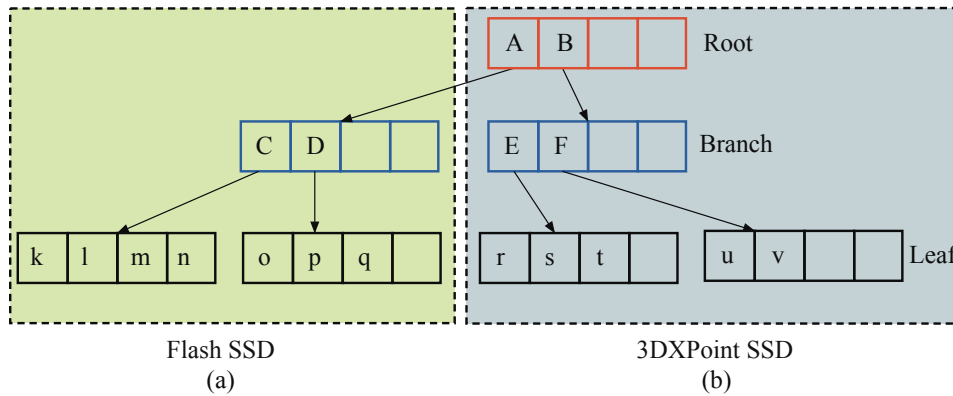 A B Root
C D E F Branch
k l m n o p q r s t u v Leaf
Flash SSD 3DXPoint SSD
(a) (b)